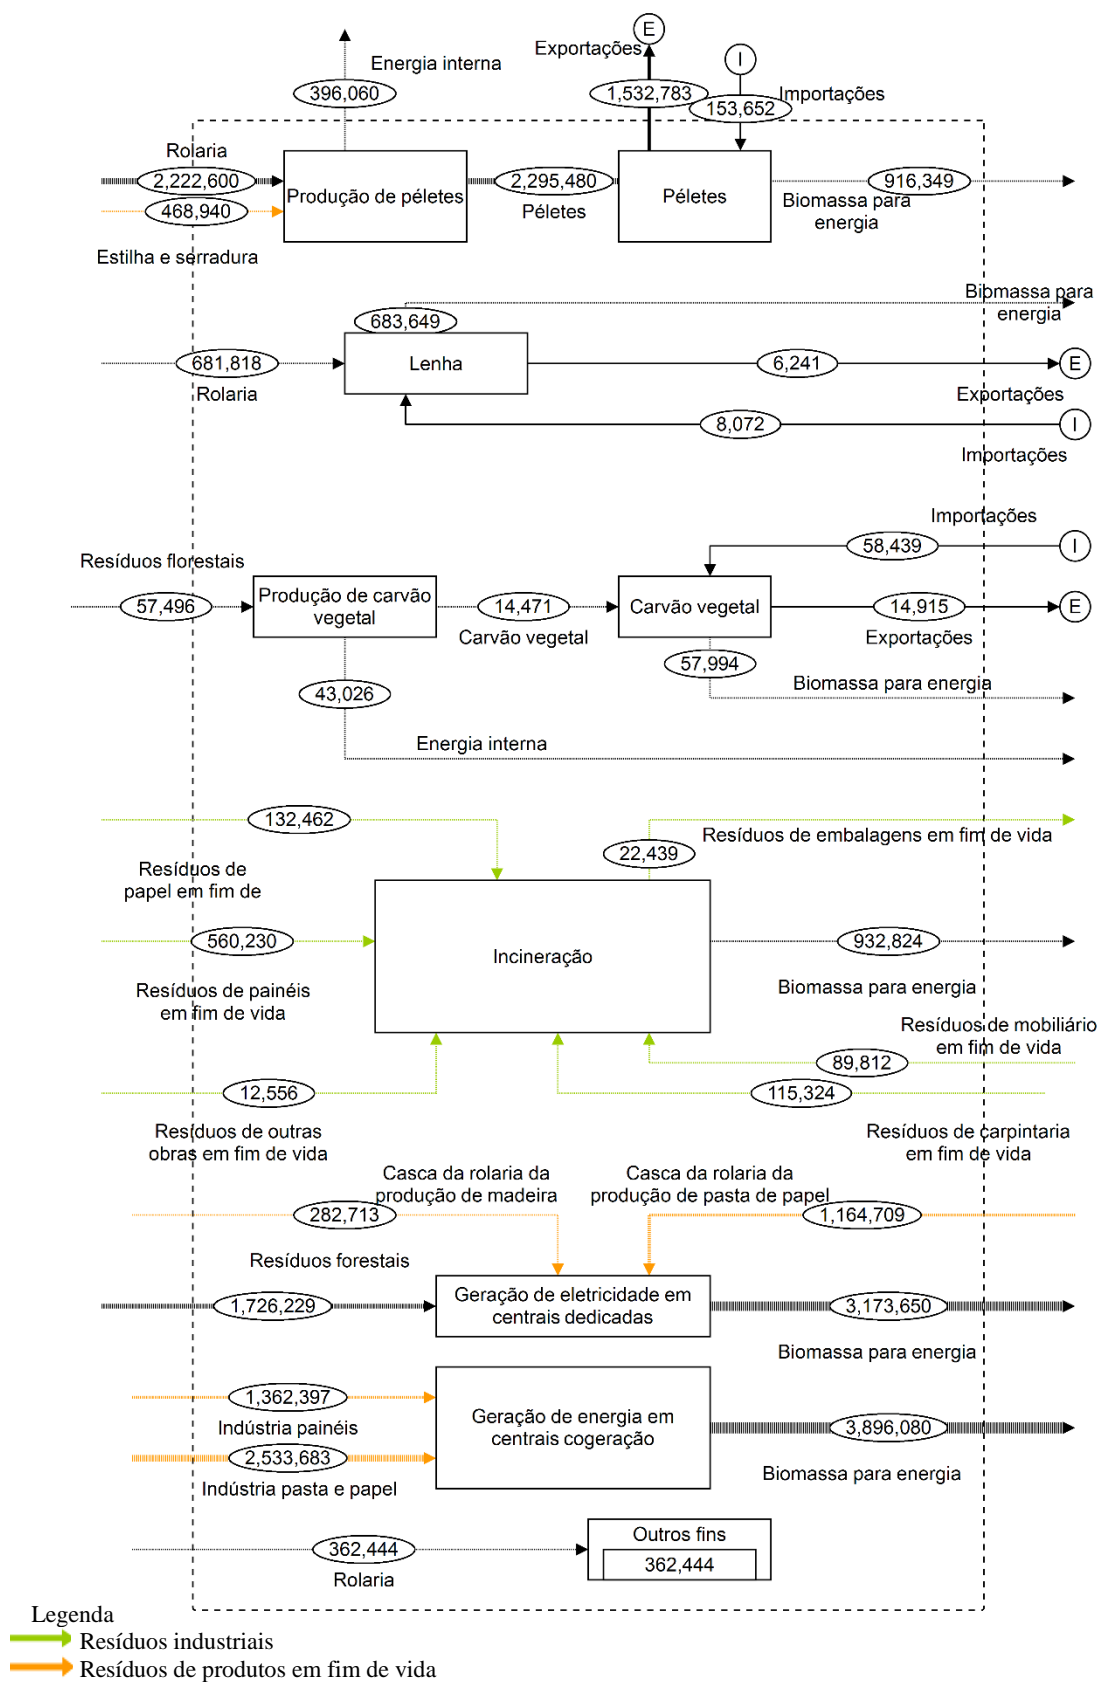 E
Exportações
I
Energia interna
396,060
1,532,783
Importações
153,652
Rolaria
2,222,600
Produção de péletes
2,295,480
Péletes
Péletes
916,349
Biomassa para
energia
468,940
Estilha e serradura
Biomassa para
energia
683,649
681,818
Rolaria
Lenha
6,241
E
Exportações
8,072
I
Importações
Importações
58,439
I
Resíduos florestais
57,496
Produção de carvão
vegetal
14,471
Carvão vegetal
Carvão vegetal
14,915
E
Exportações
57,994
43,026
Biomassa para energia
Energia interna
132,462
Resíduos de embalagens em fim de vida
22,439
Resíduos de
papel em fim de
560,230
Incineração
932,824
Resíduos de painéis
em fim de vida
Biomassa para energia
Resíduos de mobiliário
em fim de vida
89,812
12,556
115,324
Resíduos de outras
obras em fim de vida
Resíduos de carpintaria
em fim de vida
Casca da rolaria da
produção de madeira
Casca da rolaria da
produção de pasta de papel
282,713
1,164,709
Resíduos forestais
1,726,229
Geração de eletricidade em
centrais dedicadas
3,173,650
Biomassa para energia
1,362,397
Indústria painéis
Geração de energia em
centrais cogeração
3,896,080
2,533,683
Indústria pasta e papel
Biomassa para energia
Outros fins
362,444
362,444
Rolaria
Legenda
Resíduos industriais
Resíduos de produtos em fim de vida